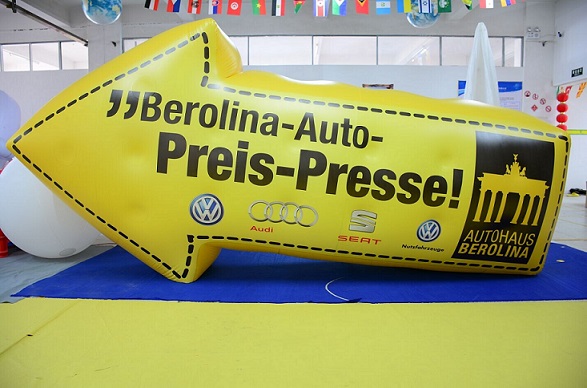 „Berolina-Auto-
Preis-Presse!
Audi
SEAT
Nutzfahrzeuge
AUTOHAUS
BEROLINA